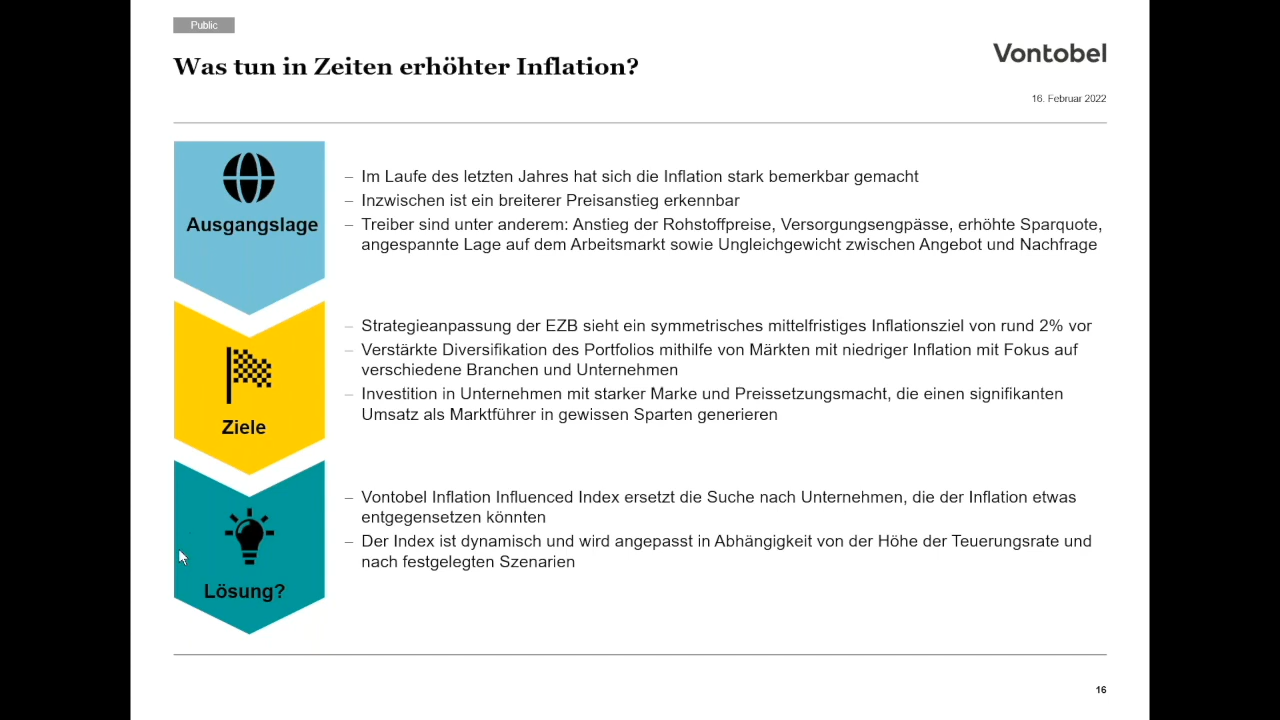 Public
Was tun in Zeiten erhöhter Inflation?
Vontobel
16. Februar 2022
Ausgangslage
– Im Laufe des letzten Jahres hat sich die Inflation stark bemerkbar gemacht
– Inzwischen ist ein breiterer Preisanstieg erkennbar
– Treiber sind unter anderem: Anstieg der Rohstoffpreise, Versorgungsengpässe, erhöhte Sparquote,
angespannte Lage auf dem Arbeitsmarkt sowie Ungleichgewicht zwischen Angebot und Nachfrage
Ziele
– Strategieanpassung der EZB sieht ein symmetrisches mittelfristiges Inflationsziel von rund 2% vor
– Verstärkte Diversifikation des Portfolios mithilfe von Märkten mit niedriger Inflation mit Fokus auf
verschiedene Branchen und Unternehmen
– Investition in Unternehmen mit starker Marke und Preissetzungsmacht, die einen signifikanten
Umsatz als Marktführer in gewissen Sparten generieren
Lösung?
– Vontobel Inflation Influenced Index ersetzt die Suche nach Unternehmen, die der Inflation etwas
entgegensetzen könnten
– Der Index ist dynamisch und wird angepasst in Abhängigkeit von der Höhe der Teuerungsrate und
nach festgelegten Szenarien
16